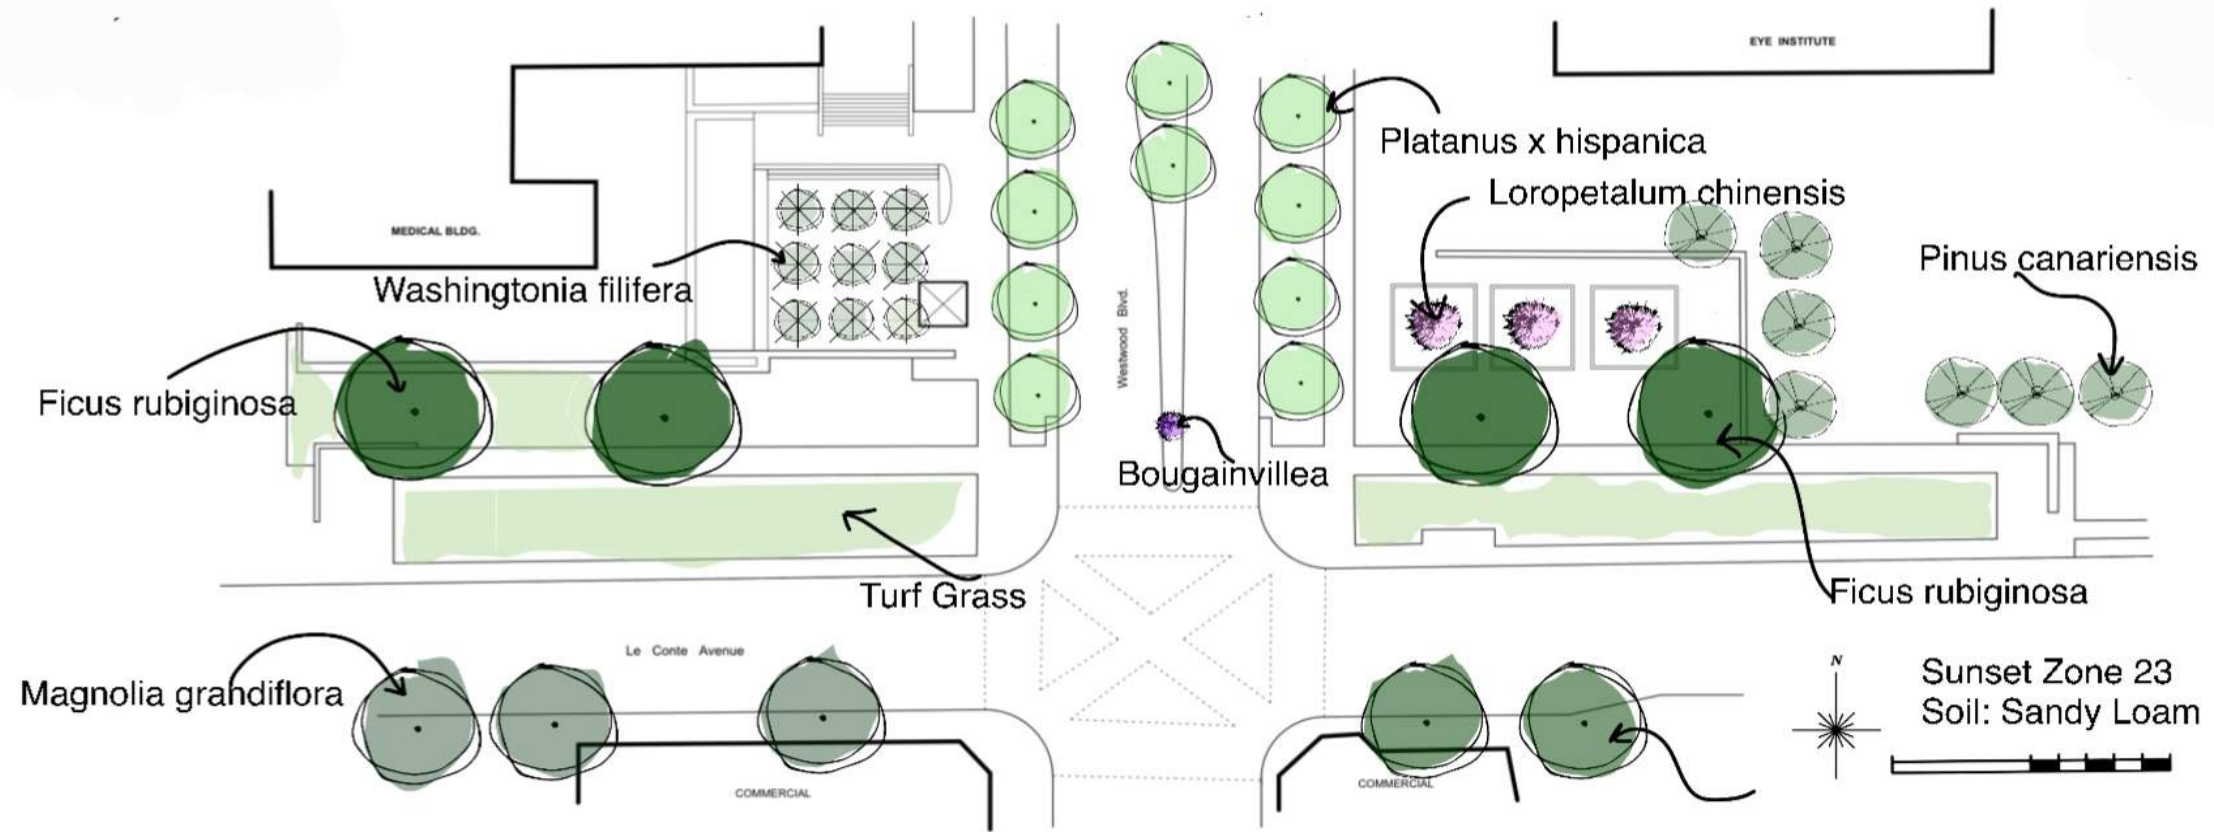 EYE INSTITUTE
Platanus x hispanica
Loropetalum chinensis
MEDICAL BLDG.
Pinus canariensis
Washingtonia filifera
Westwood Blvd.
Ficus rubiginosa
Bougainvillea
Turf Grass
Ficus rubiginosa
Le Conte Avenue
Magnolia grandiflora
N
Sunset Zone 23
Soil: Sandy Loam
COMMERCIAL
COMMERCIAL